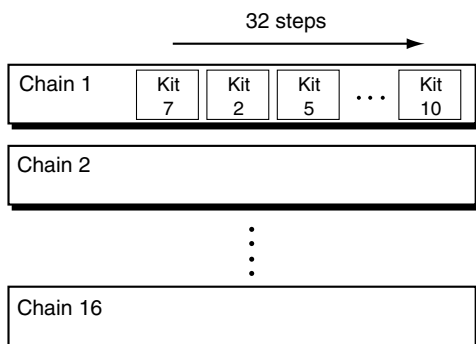 32 steps
Chain 1
Kit 7
Kit 2
Kit 5
...
Kit 10
Chain 2
Chain 16